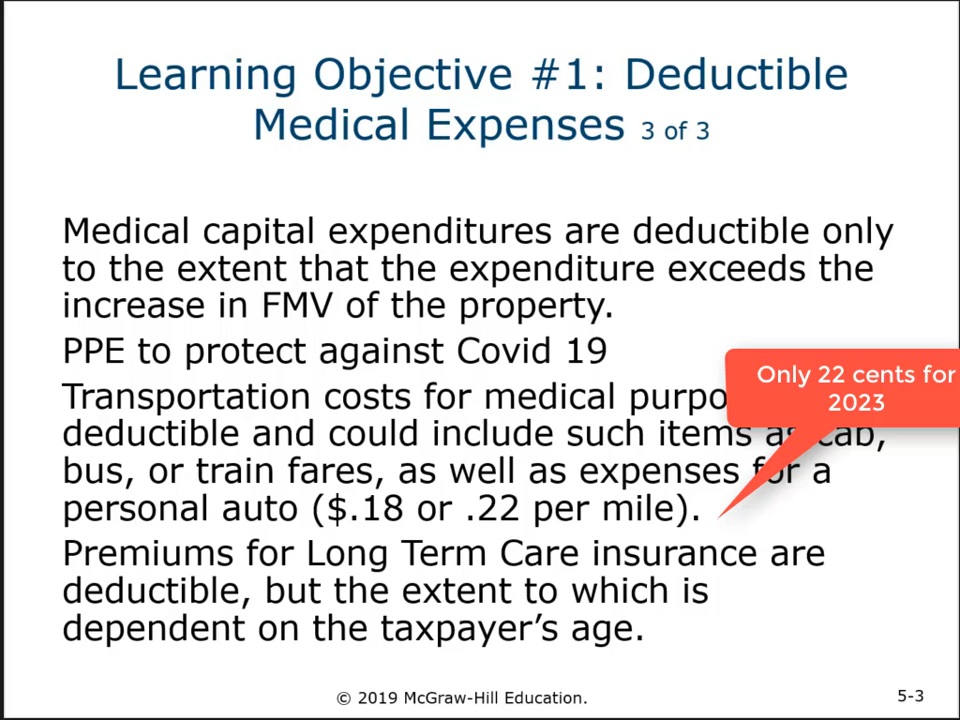 Learning Objective #1: Deductible
Medical Expenses 3 of 3
Medical capital expenditures are deductible only
to the extent that the expenditure exceeds the
increase in FMV of the property.
PPE to protect against Covid 19
Transportation costs for medical
Only 22 cents for
2023
deductible and could include such items as cab,
bus, or train fares, as well as expenses for a
personal auto ($.18 or .22 per mile).
Premiums for Long Term Care insurance are
deductible, but the extent to which is
dependent on the taxpayer’s age.
© 2019 McGraw-Hill Education.
5-3